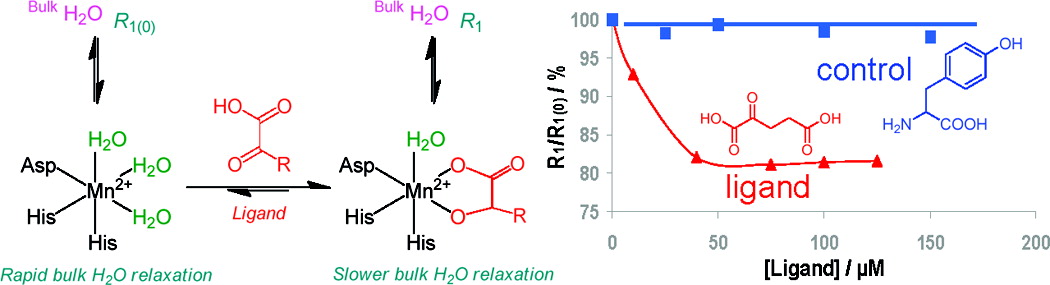 Bulk H₂O R₁₍₀₎
H₂O
Asp
H₂O
Mn²⁺
His
H₂O
His
Rapid bulk H₂O relaxation
HO
O
O
R
Ligand
Bulk H₂O R₁
H₂O
Asp
O
O
Mn²⁺
His
O
R
His
Slower bulk H₂O relaxation
R₁/R₁₍₀₎ / %
100
95
90
85
80
75
0
50
100
150
200
[Ligand] / µM
control
OH
H₂N
COOH
O
HO
OH
O
O
ligand